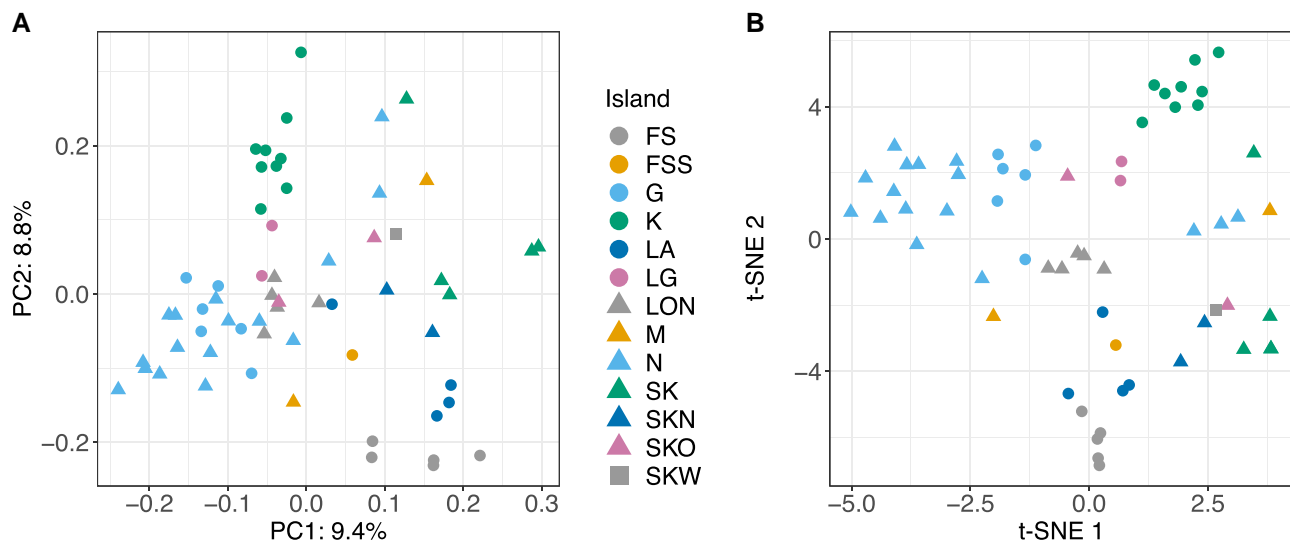 A
0.2
0.0
−0.2
PC2: 8.8%
−0.2
−0.1
0.0
0.1
0.2
0.3
PC1: 9.4%
Island
FS
FSS
G
K
LA
LG
LON
M
N
SK
SKN
SKO
SKW
B
4
0
−4
t-SNE 2
−5.0
−2.5
0.0
2.5
t-SNE 1